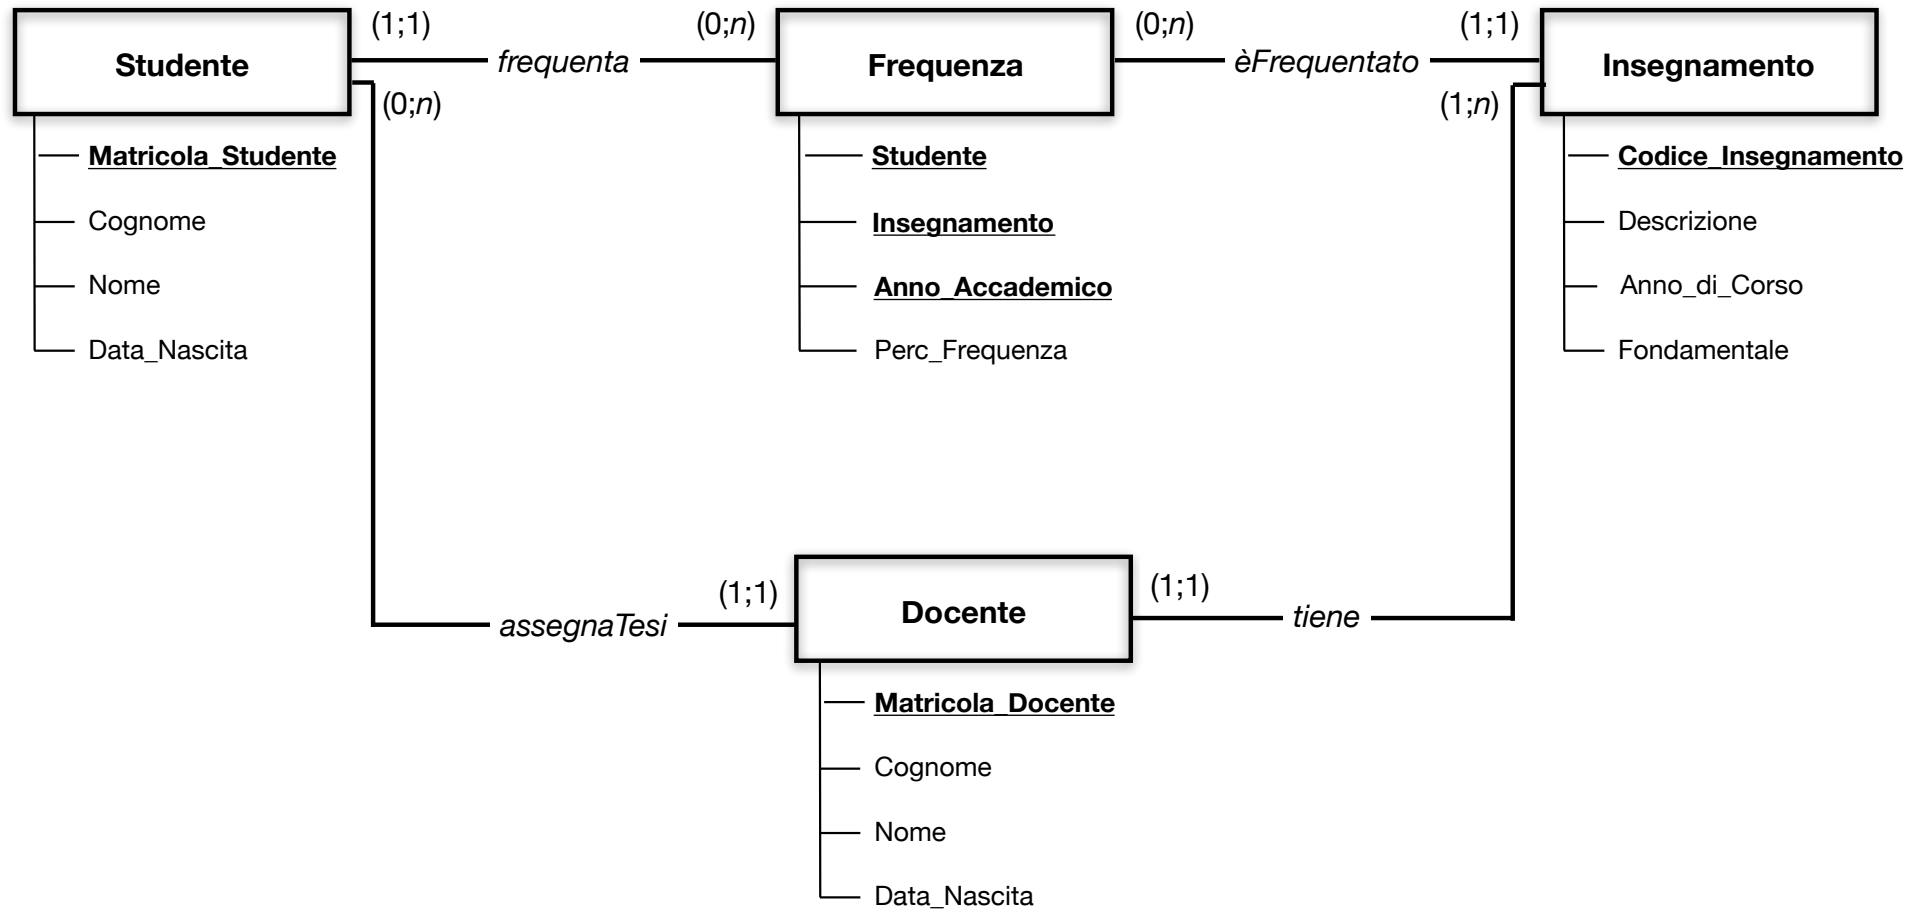 (1;1)
(0;n)
(0;n)
(1;1)
Studente
frequenta
Frequenza
èFrequentato
Insegnamento
(0;n)
(1;n)
Matricola_Studente
Cognome
Nome
Data_Nascita
Studente
Insegnamento
Anno_Accademico
Perc_Frequenza
Codice_Insegnamento
Descrizione
Anno_di_Corso
Fondamentale
(1;1)
(1;1)
assegnaTesi
Docente
tiene
Matricola_Docente
Cognome
Nome
Data_Nascita